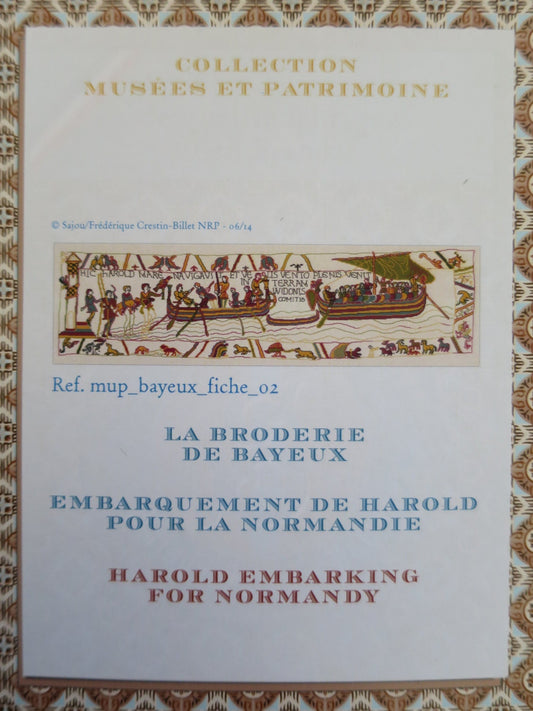 COLLECTION
MUSÉES ET PATRIMOINE
© Sajou/Frédérique Crestin-Billet NRP - 06/14
HIC HAROLD MARE NAVIGAVIT ET VELIS VENTO PLENIS VENIT
IN TERRAM
VVIDONIS
COMITIS
Ref. mup_bayeux_fiche_02
LA BRODERIE
DE BAYEUX
EMBARQUEMENT DE HAROLD
POUR LA NORMANDIE
HAROLD EMBARKING
FOR NORMANDY